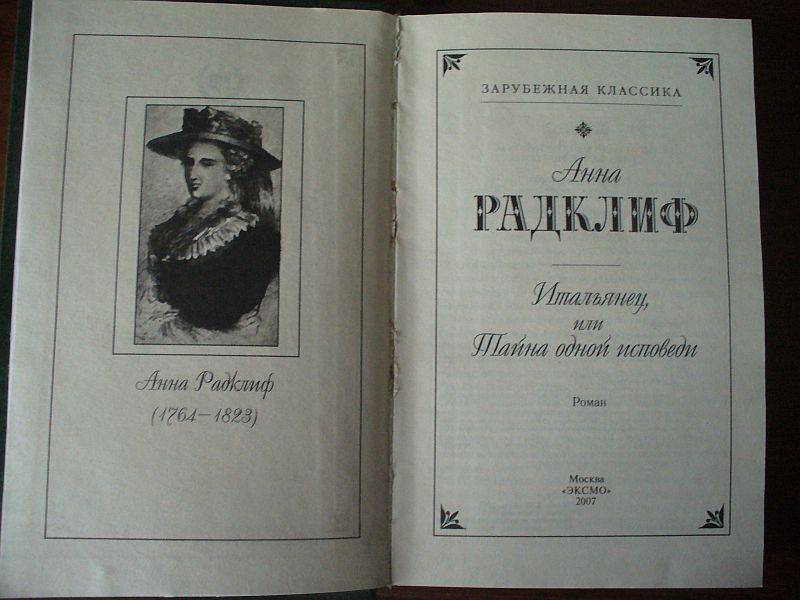 Анна Радклиф
(1764—1823)
ЗАРУБЕЖНАЯ КЛАССИКА
Анна
РАДКЛИФ
Итальянец,
или
Тайна одной исповеди
Роман
Москва
«ЭКСМО»
2007